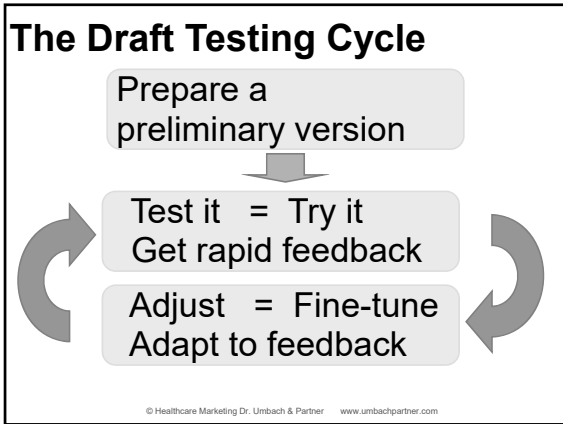 The Draft Testing Cycle
Prepare a
preliminary version
Test it = Try it
Get rapid feedback
Adjust = Fine-tune
Adapt to feedback
© Healthcare Marketing Dr. Umbach & Partner www.umbachpartner.com